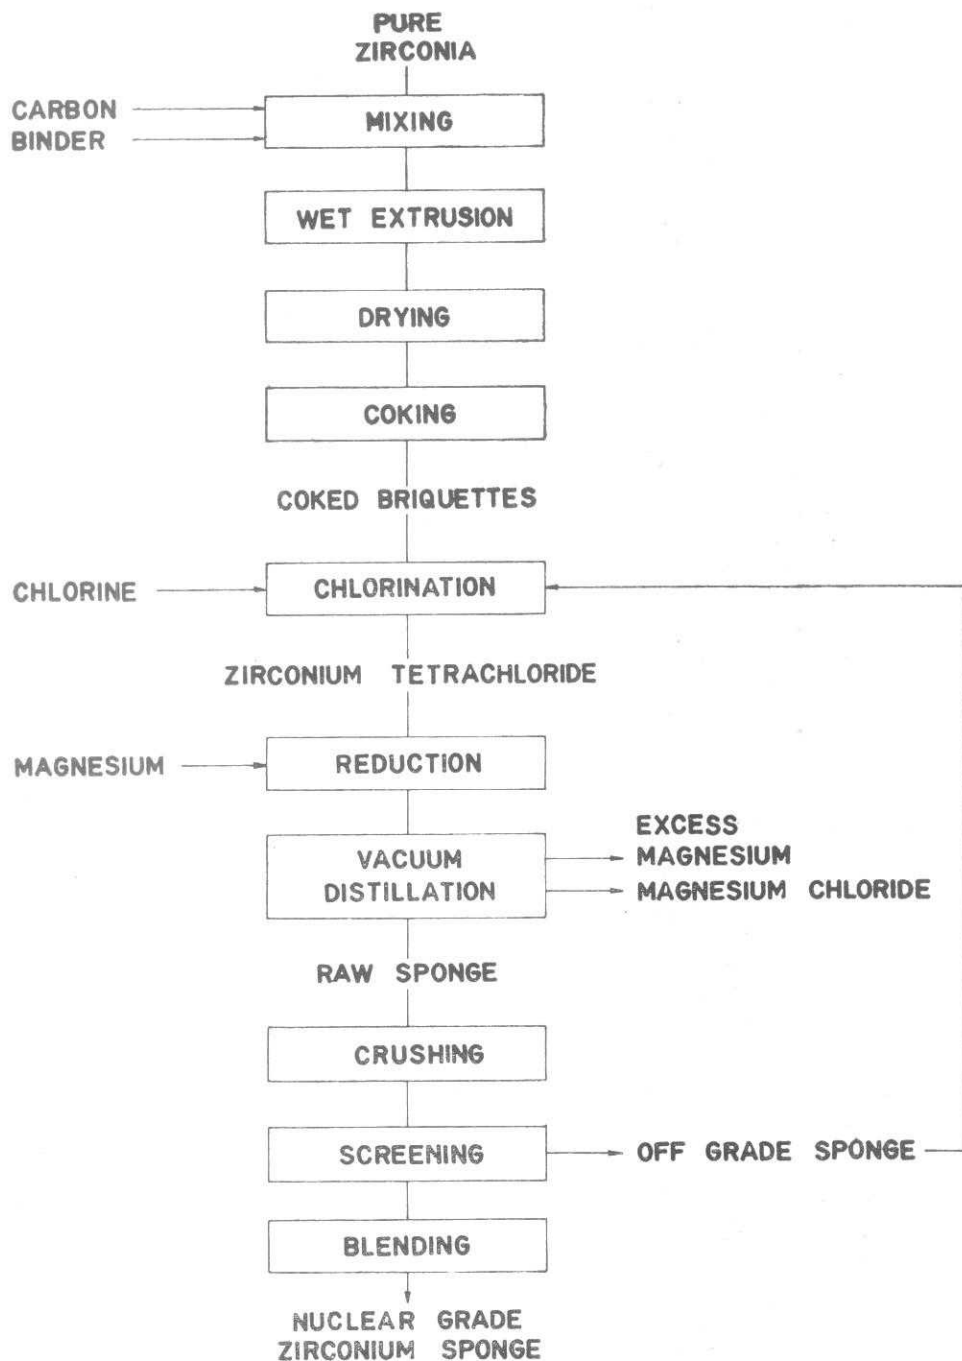 PURE
ZIRCONIA
CARBON
BINDER
MIXING
WET EXTRUSION
DRYING
COKING
COKED BRIQUETTES
CHLORINE
CHLORINATION
ZIRCONIUM TETRACHLORIDE
MAGNESIUM
REDUCTION
VACUUM
DISTILLATION
EXCESS
MAGNESIUM
MAGNESIUM CHLORIDE
RAW SPONGE
CRUSHING
SCREENING
OFF GRADE SPONGE
BLENDING
NUCLEAR GRADE
ZIRCONIUM SPONGE